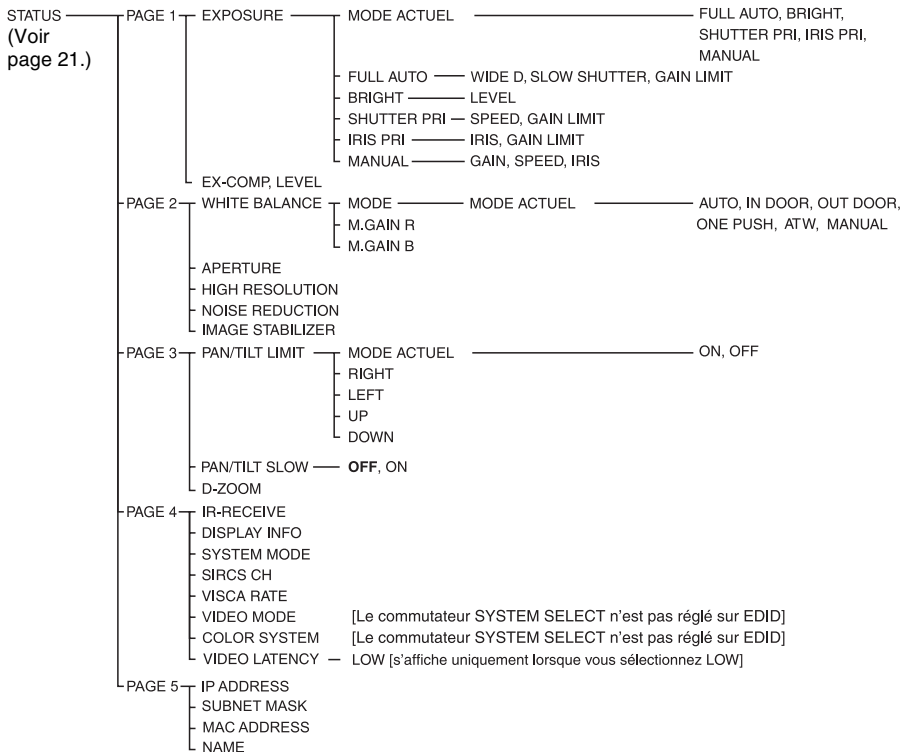 STATUS PAGE 1 EXPOSURE MODE ACTUEL FULL AUTO, BRIGHT,
(Voir SHUTTER PRI, IRIS PRI,
page 21.) MANUAL
FULL AUTO WIDE D, SLOW SHUTTER, GAIN LIMIT
BRIGHT LEVEL
SHUTTER PRI SPEED, GAIN LIMIT
IRIS PRI IRIS, GAIN LIMIT
MANUAL GAIN, SPEED, IRIS
EX-COMP, LEVEL
PAGE 2 WHITE BALANCE MODE MODE ACTUEL AUTO, IN DOOR, OUT DOOR,
M.GAIN R ONE PUSH, ATW, MANUAL
M.GAIN B
APERTURE
HIGH RESOLUTION
NOISE REDUCTION
IMAGE STABILIZER
PAGE 3 PAN/TILT LIMIT MODE ACTUEL ON, OFF
RIGHT
LEFT
UP
DOWN
PAN/TILT SLOW OFF, ON
D-ZOOM
PAGE 4 IR-RECEIVE
DISPLAY INFO
SYSTEM MODE
SIRCS CH
VISCA RATE
VIDEO MODE [Le commutateur SYSTEM SELECT n'est pas réglé sur EDID]
COLOR SYSTEM [Le commutateur SYSTEM SELECT n'est pas réglé sur EDID]
VIDEO LATENCY LOW [s'affiche uniquement lorsque vous sélectionnez LOW]
PAGE 5 IP ADDRESS
SUBNET MASK
MAC ADDRESS
NAME